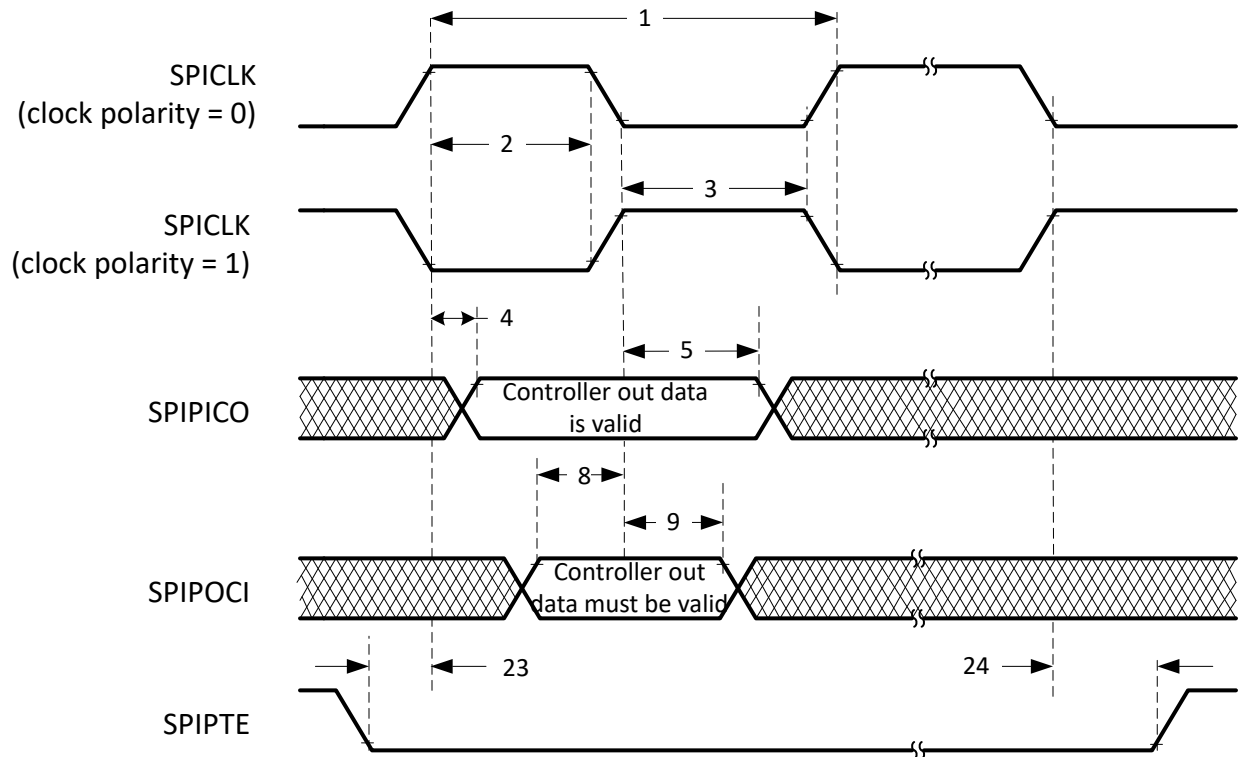 1
SPICLK
(clock polarity = 0)
2
3
SPICLK
(clock polarity = 1)
4
5
SPIPICO
Controller out data
is valid
8
9
SPIPOCI
Controller out
data must be valid
23
24
SPIPTE